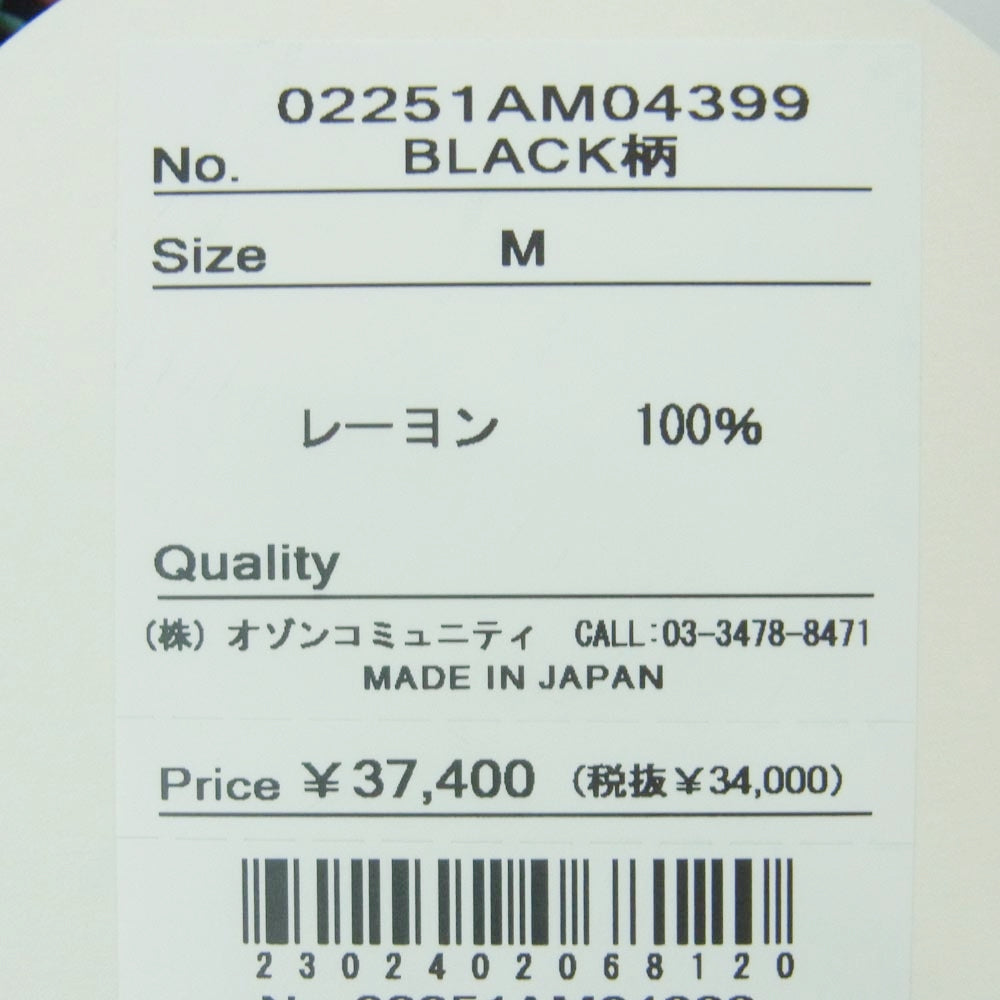 02251AM04399
No. BLACK柄
Size M
レーヨン 100%
Quality
(株) オゾンコミュニティ CALL:03-3478-8471
MADE IN JAPAN
Price ¥37,400 (税抜¥34,000)
2302402068120